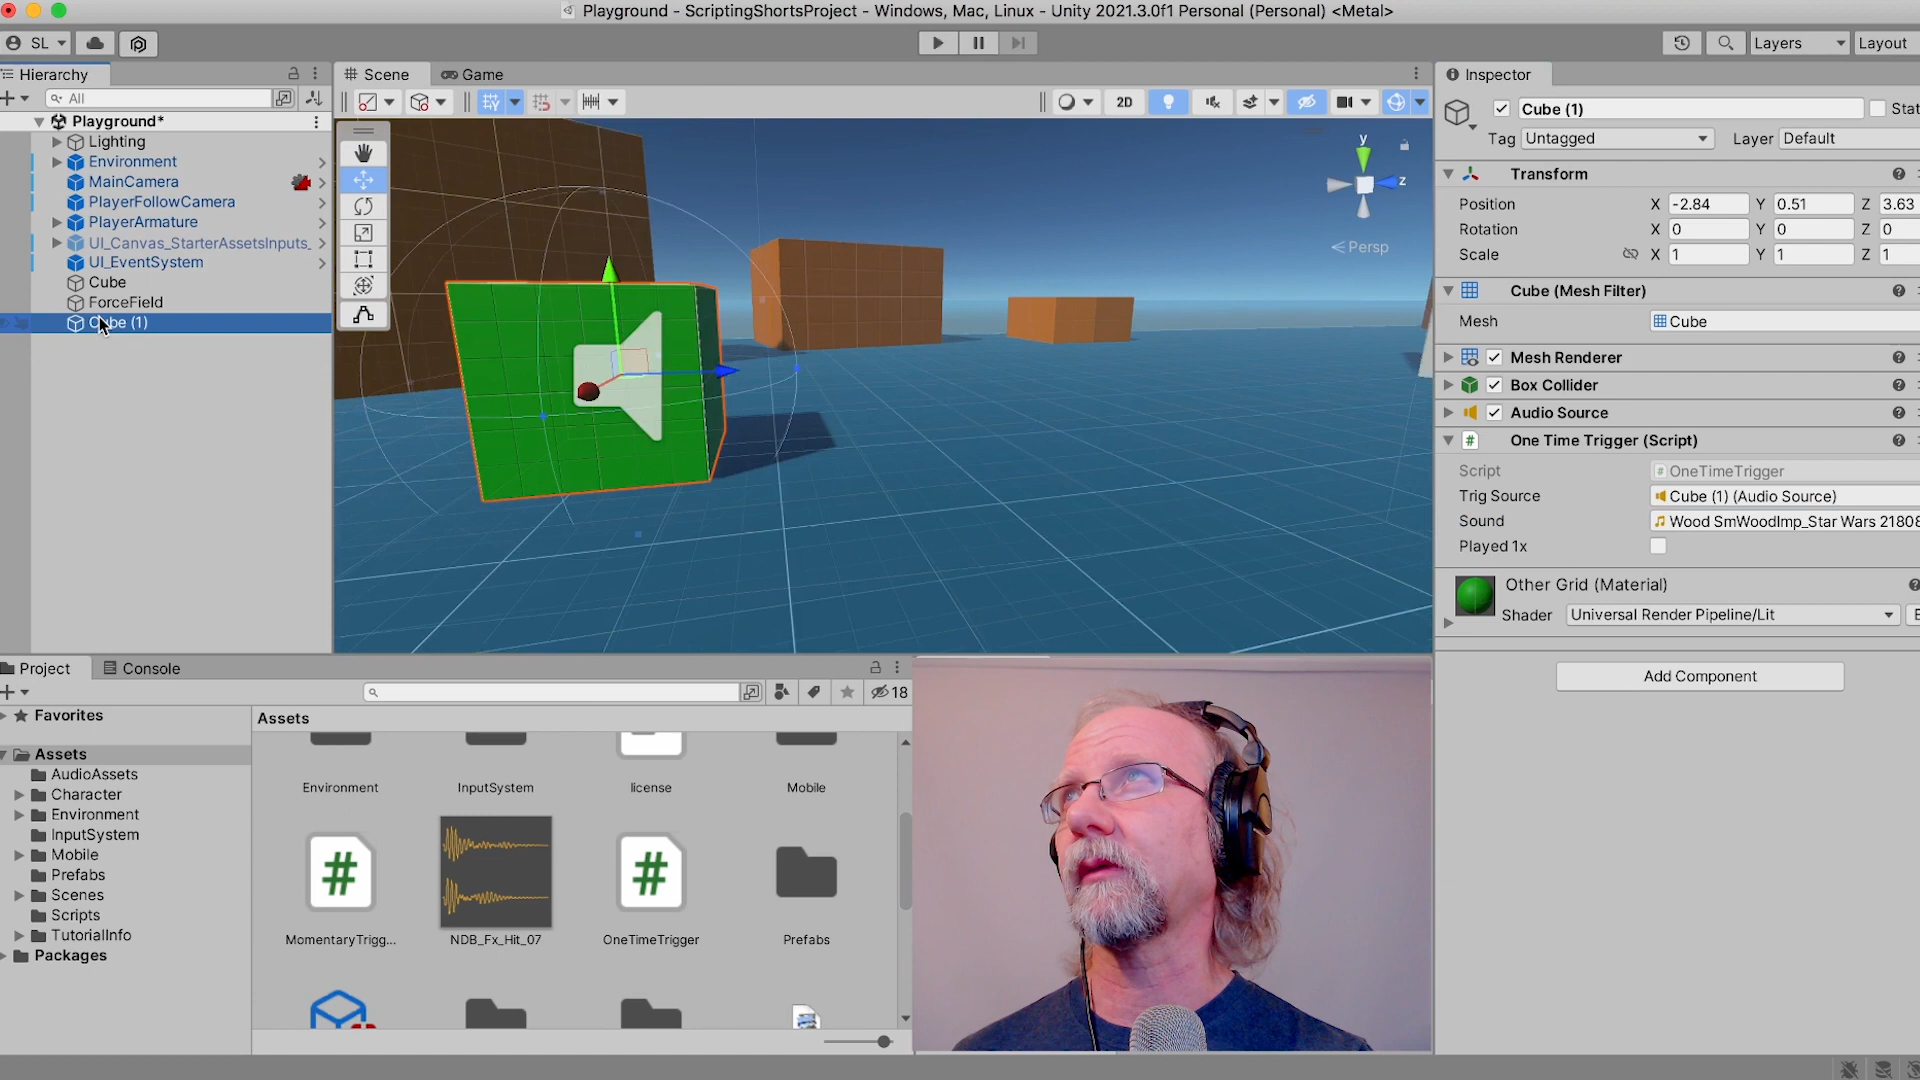 Playground - ScriptingShortsProject - Windows, Mac, Linux - Unity 2021.3.0f1 Personal (Personal) <Metal>
SL
Layers
Layout
Hierarchy
All
Playground*
Lighting
Environment
MainCamera
PlayerFollowCamera
PlayerArmature
UI_Canvas_StarterAssetsInputs_
UI_EventSystem
Cube
ForceField
Cube (1)
Scene
Game
2D
y
z
Persp
Inspector
Cube (1)
Stat
Tag Untagged
Layer Default
Transform
Position X -2.84 Y 0.51 Z 3.63
Rotation X 0 Y 0 Z 0
Scale X 1 Y 1 Z 1
Cube (Mesh Filter)
Mesh Cube
Mesh Renderer
Box Collider
Audio Source
# One Time Trigger (Script)
Script # OneTimeTrigger
Trig Source Cube (1) (Audio Source)
Sound Wood SmWoodImp_Star Wars 21808
Played 1x
Other Grid (Material)
Shader Universal Render Pipeline/Lit
E
Add Component
Project
Console
18
Favorites
Assets
AudioAssets
Character
Environment
InputSystem
Mobile
Prefabs
Scenes
Scripts
TutorialInfo
Packages
Assets
Environment
InputSystem
license
Mobile
#
#
MomentaryTrigg...
NDB_Fx_Hit_07
OneTimeTrigger
Prefabs